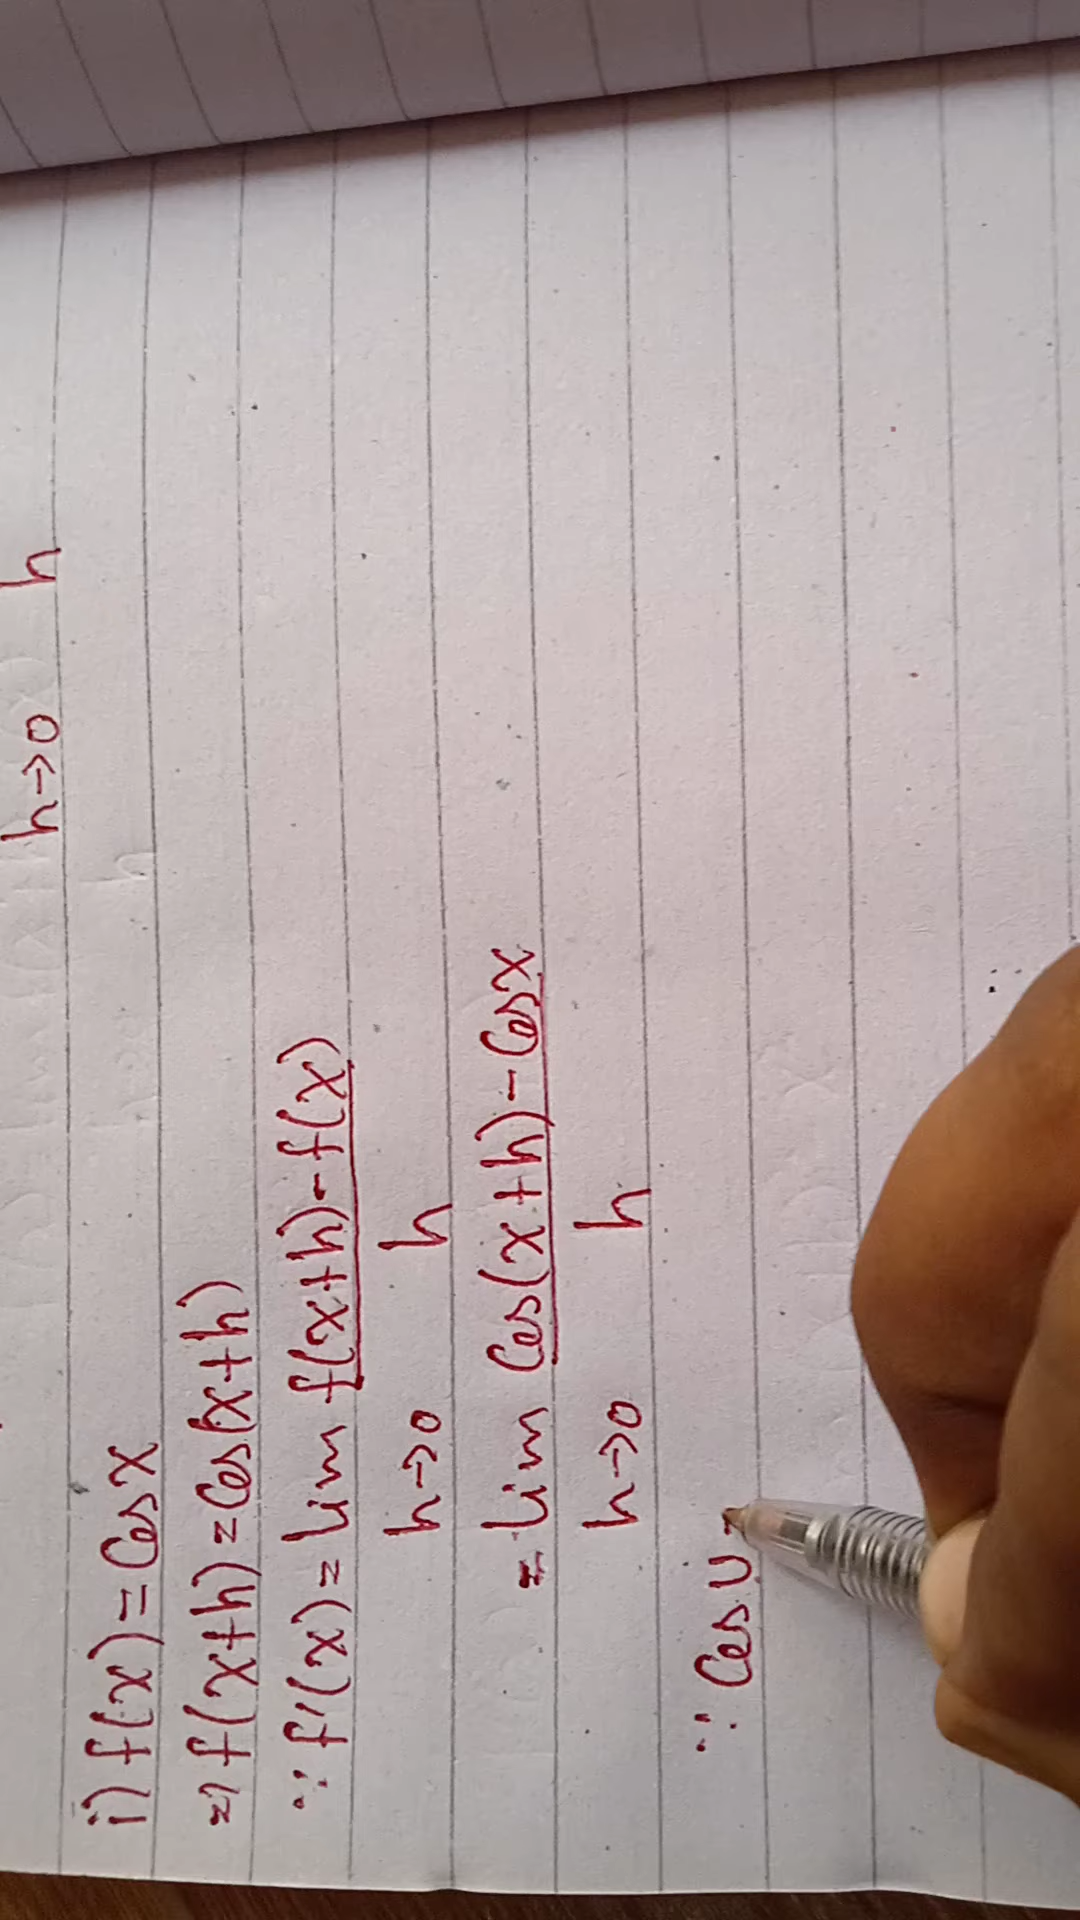 h→0 h
i) f(x) = Cos x
=> f(x+h) = Cos(x+h)
∵ f'(x) = lim f(x+h) - f(x)
h→0 h
= lim Cos(x+h) - Cos x
h→0 h
∵ Cos U -